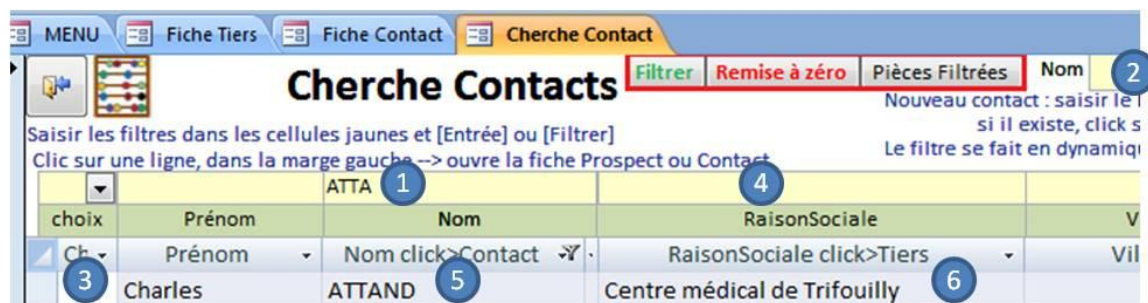 MENU Fiche Tiers Fiche Contact Cherche Contact
Cherche Contacts Filtrer Remise à zéro Pièces Filtrées Nom 2
Nouveau contact : saisir le
Saisir les filtres dans les cellules jaunes et [Entrée] ou [Filtrer] si il existe, click
Clic sur une ligne, dans la marge gauche --> ouvre la fiche Prospect ou Contact Le filtre se fait en
ATTA 1 4
choix Prénom Nom RaisonSociale
Prénom Nom click>Contact RaisonSociale click>Tiers
3 Charles ATTAND 5 Centre médical de Trifouilly 6